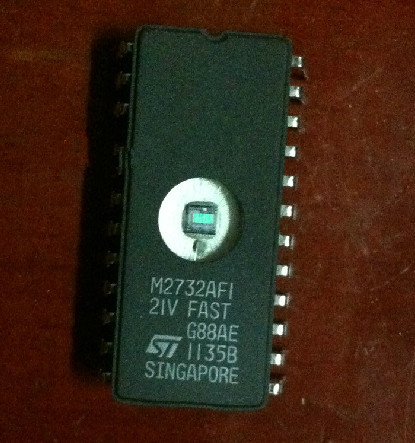 M2732AFI
21V FAST
G88AE
ST 1135B
SINGAPORE